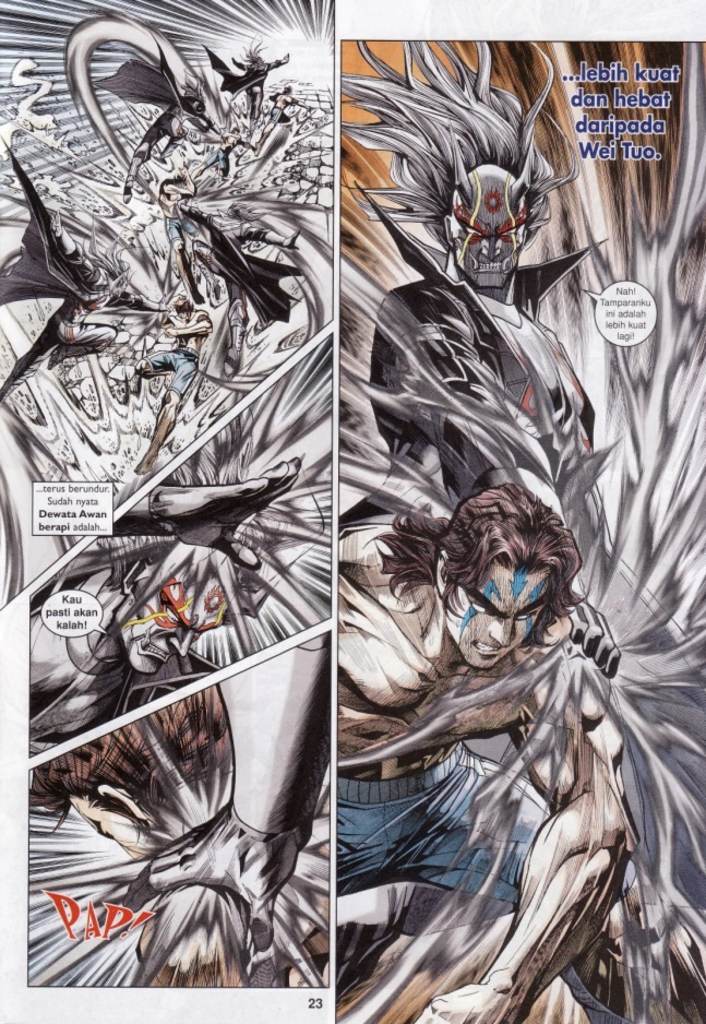 ...terus berundur.
Sudah nyata
Dewata Awan
berapi adalah...
Kau
pasti akan
kalah!
PAP!
23
...lebih kuat
dan hebat
daripada
Wei Tuo.
Nah!
Tamparanku
ini adalah
lebih kuat
lagi!